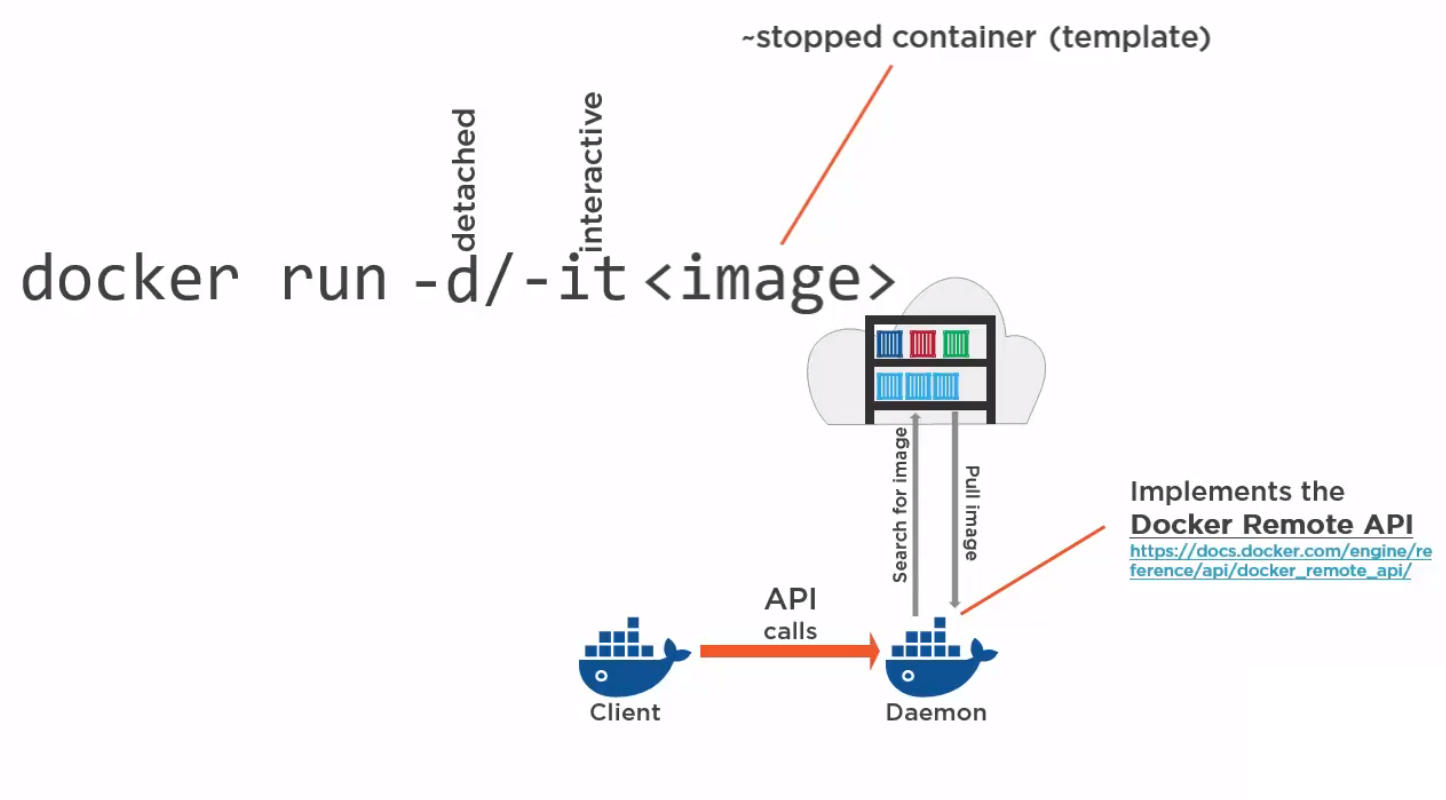 ~stopped container (template)
detached
interactive
docker run -d/-it <image>
Search for image
Pull image
Implements the
Docker Remote API
https://docs.docker.com/engine/re
ference/api/docker_remote_api/
API
calls
Client
Daemon